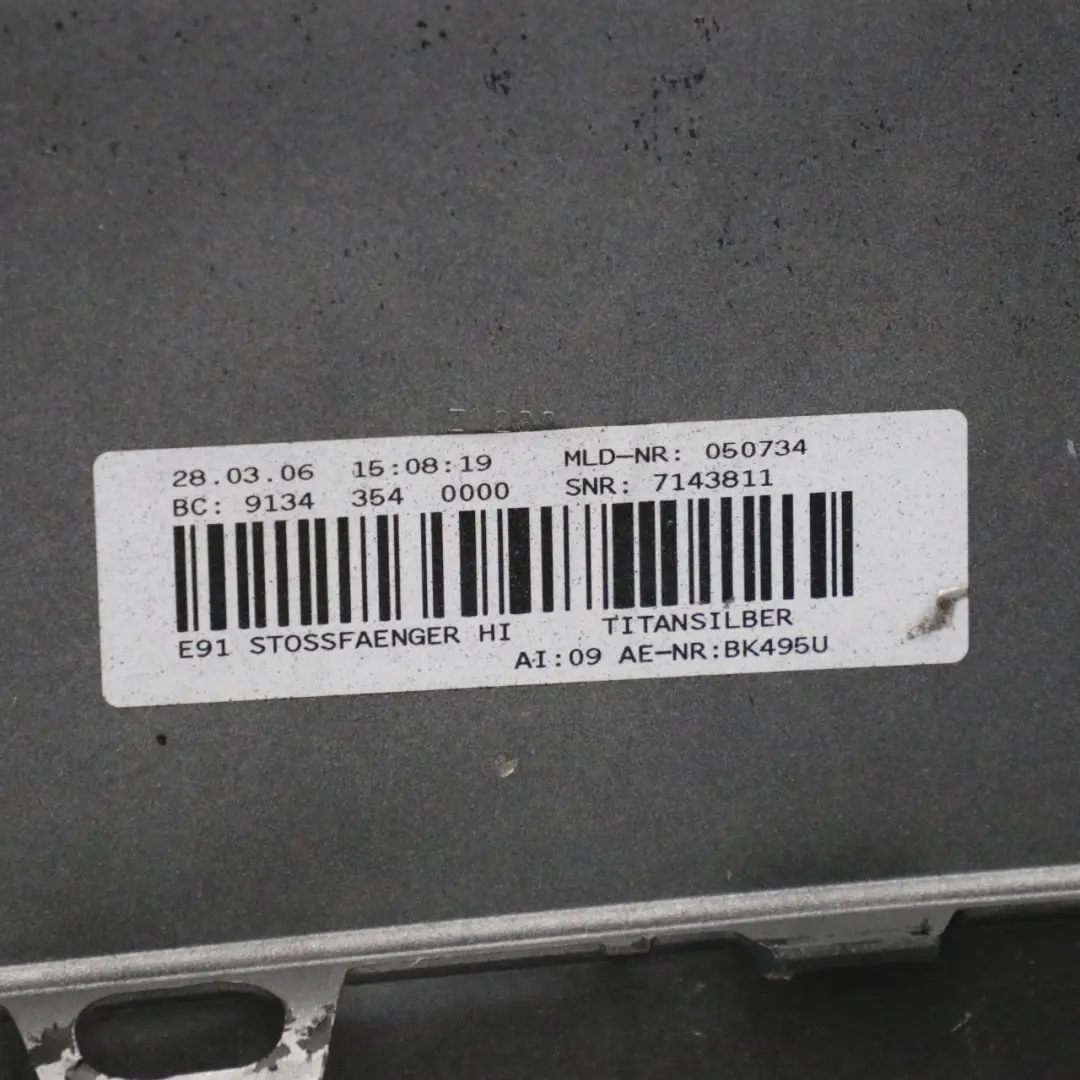 28.03.06 15:08:19 MLD-NR: 050734
BC: 9134 354 0000 SNR: 7143811
E91 STOSSFAENGER HI TITANSILBER
AI:09 AE-NR:BK495U